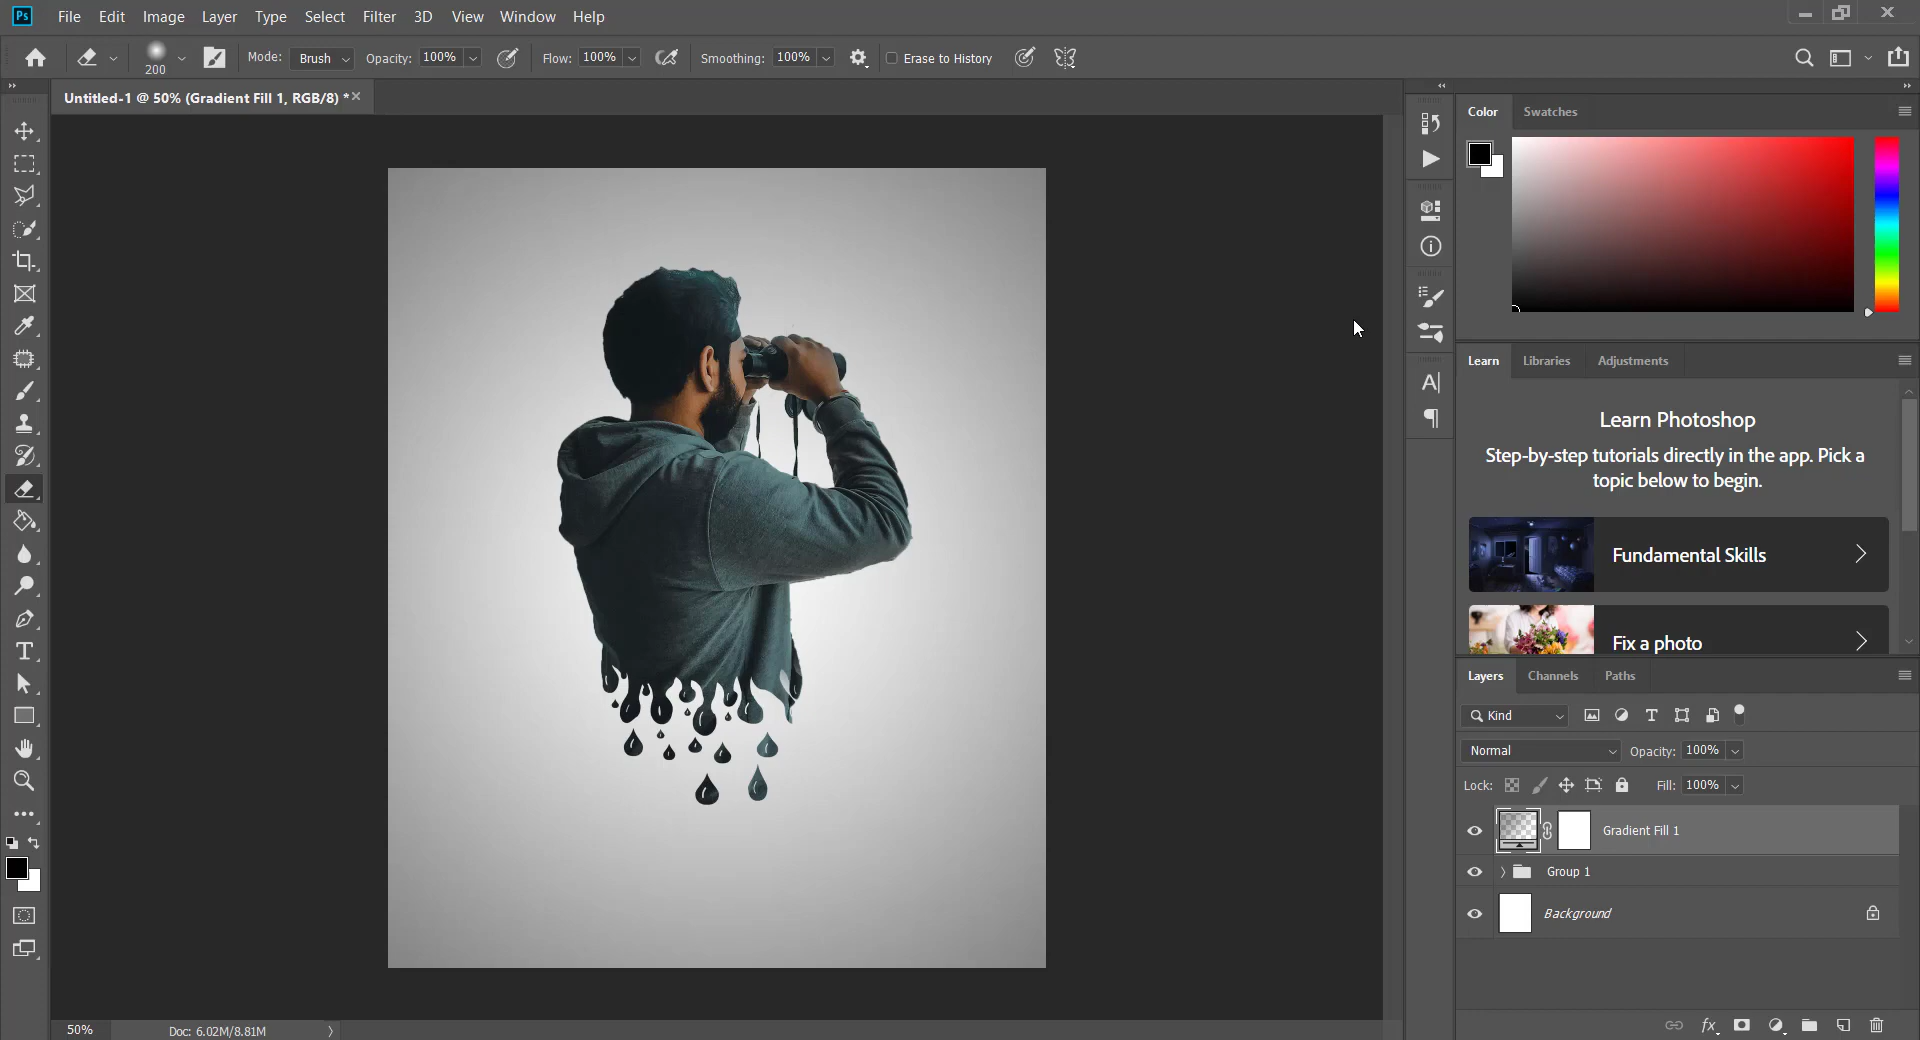 Ps File Edit Image Layer Type Select Filter 3D View Window Help
200 Mode: Brush Opacity: 100% Flow: 100% Smoothing: 100% Erase to History
Untitled-1 @ 50% (Gradient Fill 1, RGB/8) *
Color Swatches
Learn Libraries Adjustments
Learn Photoshop
Step-by-step tutorials directly in the app. Pick a
topic below to begin.
Fundamental Skills
Fix a photo
Layers Channels Paths
Kind
Normal Opacity: 100%
Lock: Fill: 100%
Gradient Fill 1
Group 1
Background
50% Doc: 6.02M/8.81M